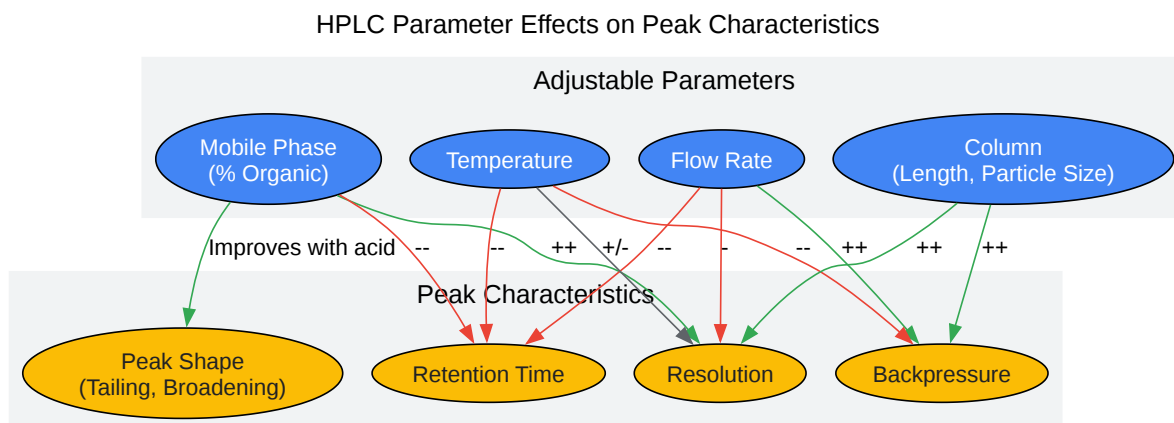 HPLC Parameter Effects on Peak Characteristics
Adjustable Parameters
Mobile Phase
(% Organic)
Temperature
Flow Rate
Column
(Length, Particle Size)
Improves with acid
--
--
++
+/-
--
-
--
++
++
++
Peak Characteristics
Peak Shape
(Tailing, Broadening)
Retention Time
Resolution
Backpressure